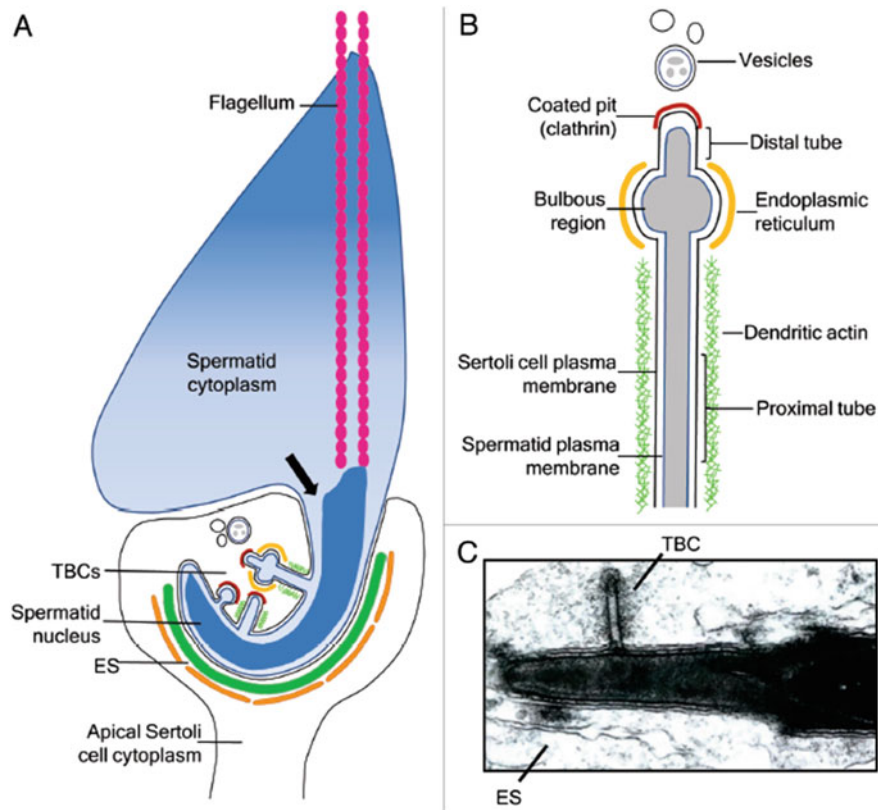 A
Flagellum
Spermatid
cytoplasm
TBCs
Spermatid
nucleus
ES
Apical Sertoli
cell cytoplasm
B
Vesicles
Coated pit
(clathrin)
Distal tube
Bulbous
region
Endoplasmic
reticulum
Dendritic actin
Sertoli cell plasma
membrane
Proximal tube
Spermatid plasma
membrane
C
TBC
ES